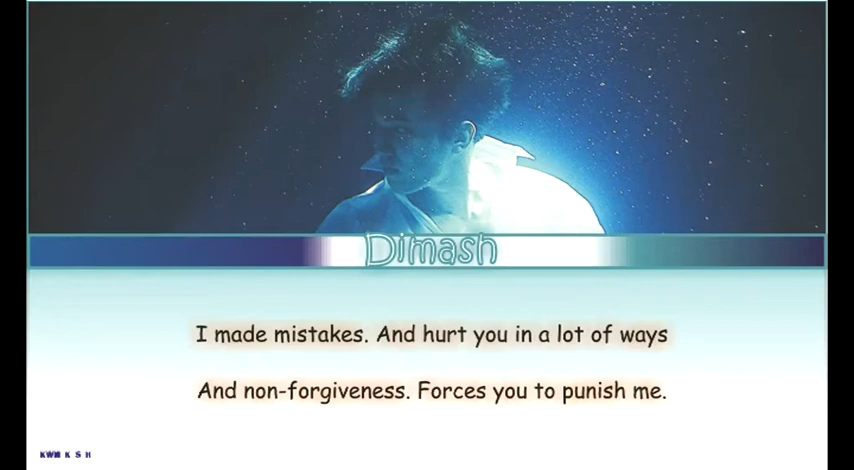 Dimash
I made mistakes. And hurt you in a lot of ways
And non-forgiveness. Forces you to punish me.